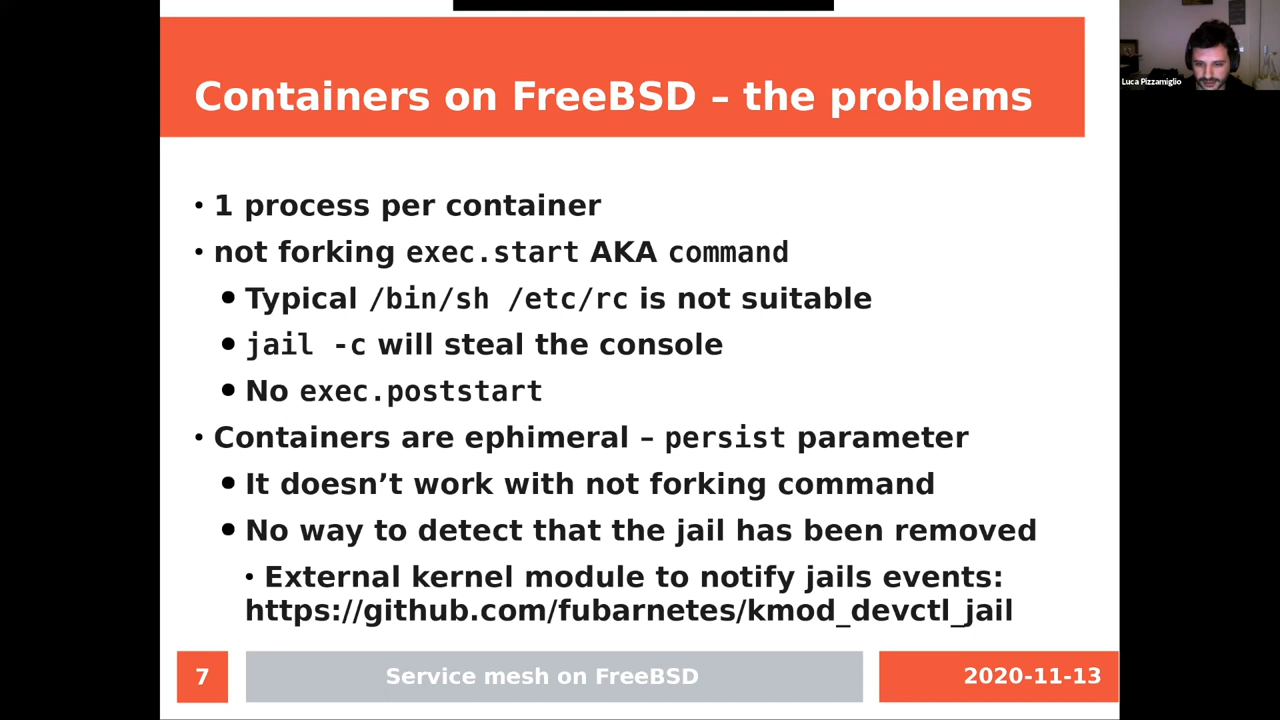 Containers on FreeBSD – the problems
Luca Pizzamiglio
• 1 process per container
• not forking exec.start AKA command
● Typical /bin/sh /etc/rc is not suitable
● jail -c will steal the console
● No exec.poststart
• Containers are ephimeral – persist parameter
● It doesn’t work with not forking command
● No way to detect that the jail has been removed
• External kernel module to notify jails events:
https://github.com/fubarnetes/kmod_devctl_jail
7
Service mesh on FreeBSD
2020-11-13